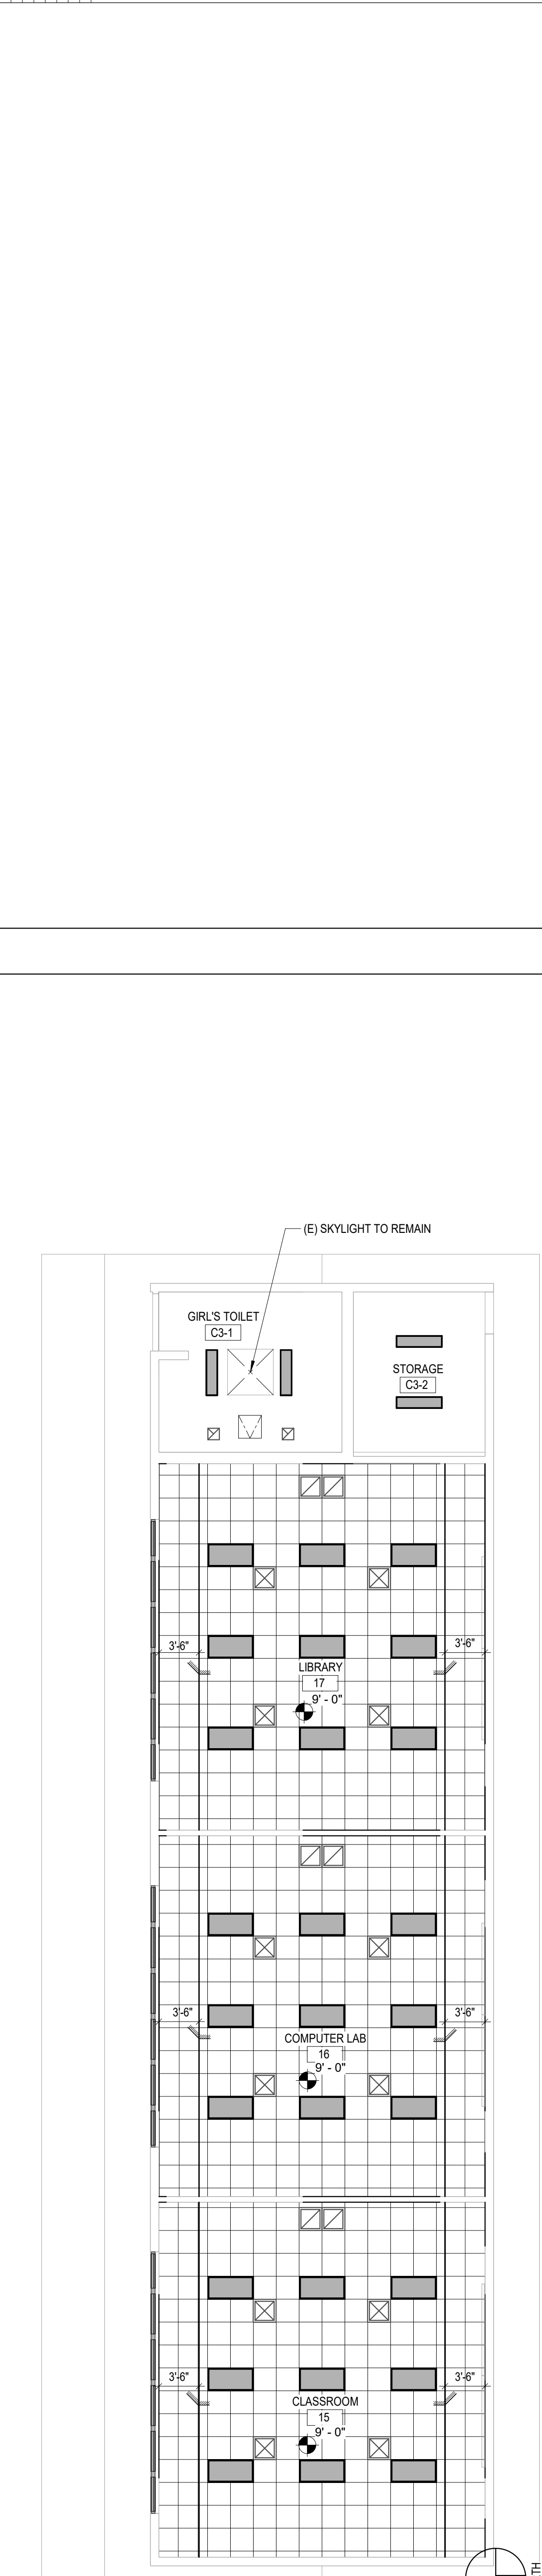 (E) SKYLIGHT TO REMAIN
GIRL'S TOILET
C3-1
STORAGE
C3-2
3'-6"
3'-6"
LIBRARY
17
9' - 0"
3'-6"
3'-6"
COMPUTER LAB
16
9' - 0"
3'-6"
3'-6"
CLASSROOM
15
9' - 0"
TH